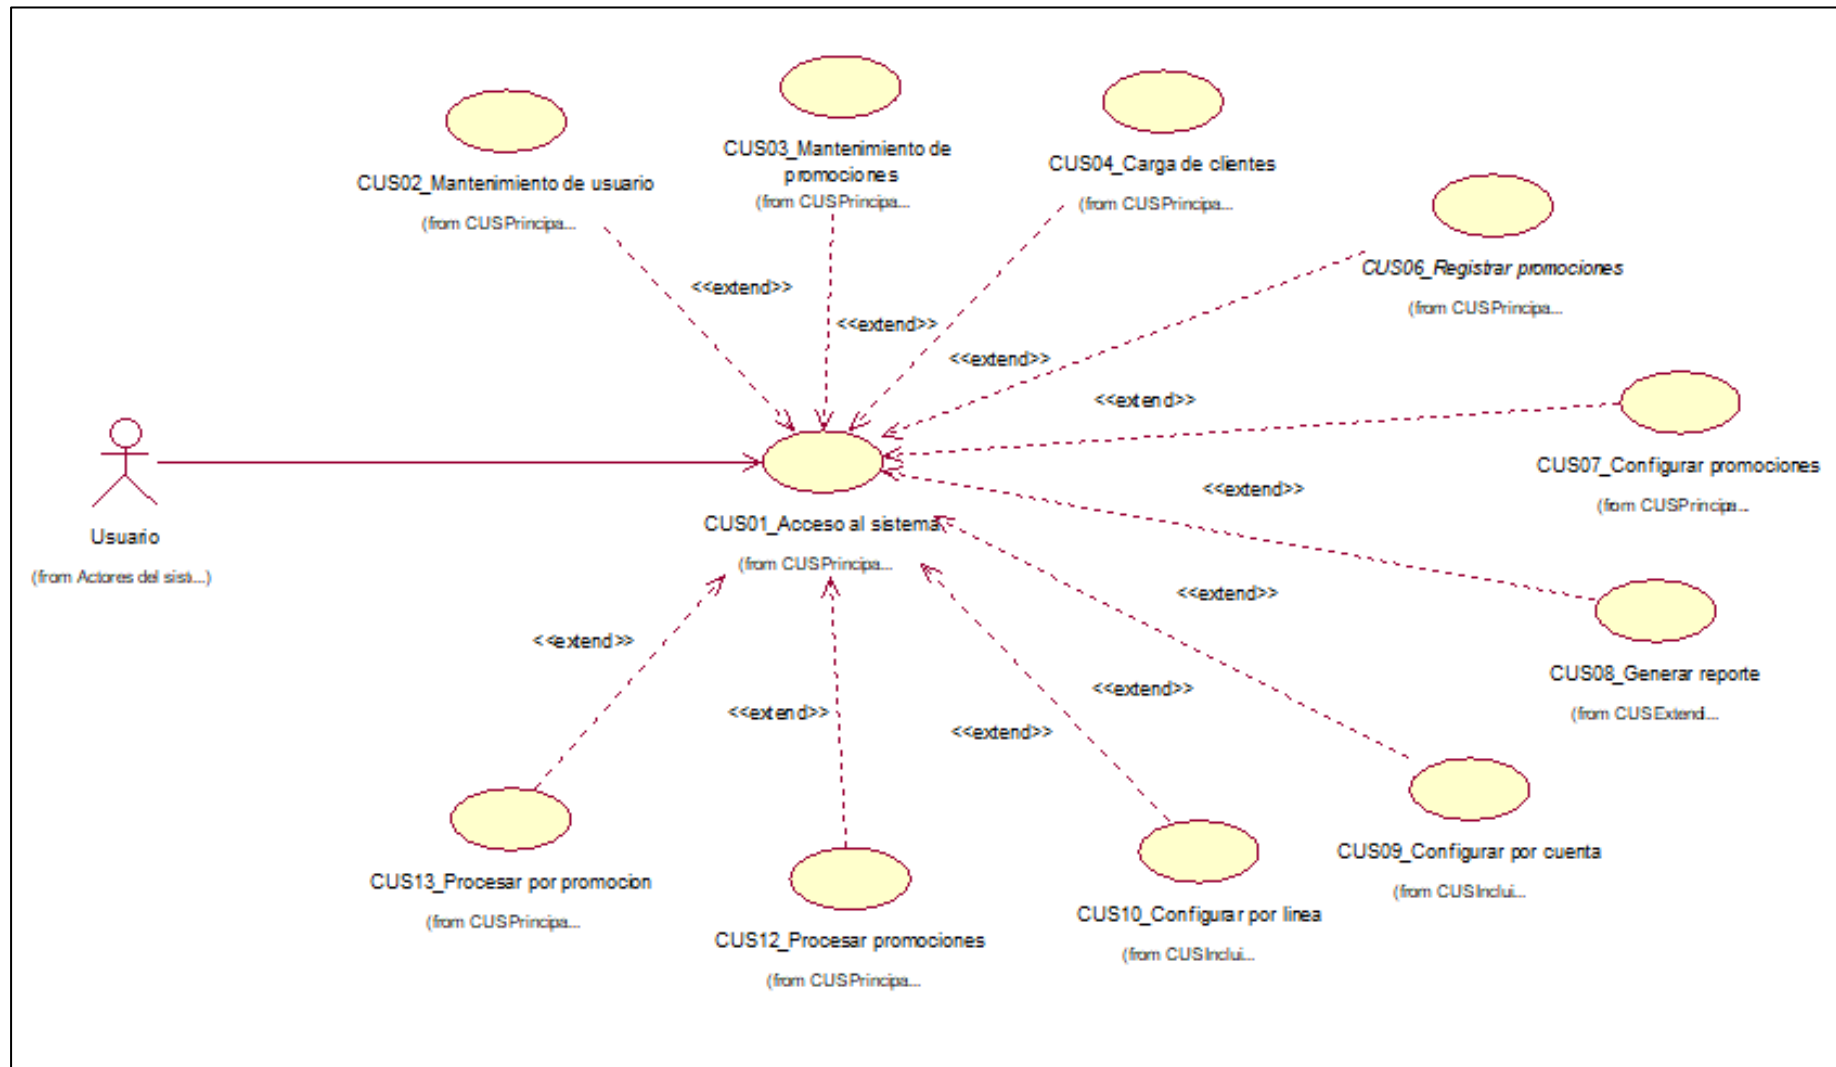 CUS02_Mantenimiento de usuario
(from CUSPrincipa...
CUS03_Mantenimiento de
promociones
(from CUSPrincipa...
CUS04_Carga de clientes
(from CUSPrincipa...
CUS06_Registrar promociones
(from CUSPrincipa...
<<extend>>
<<extend>>
<<extend>>
<<extend>>
CUS07_Configurar promociones
(from CUSPrincipa...
<<extend>>
Usuario
(from Actores del sist...)
CUS01_Acceso al sistema
(from CUSPrincipa...
<<extend>>
<<extend>>
CUS08_Generar reporte
(from CUSExtendi...
<<extend>>
<<extend>>
<<extend>>
CUS13_Procesar por promocion
(from CUSPrincipa...
CUS12_Procesar promociones
(from CUSPrincipa...
CUS10_Configurar por linea
(from CUSInclui...
CUS09_Configurar por cuenta
(from CUSInclui...